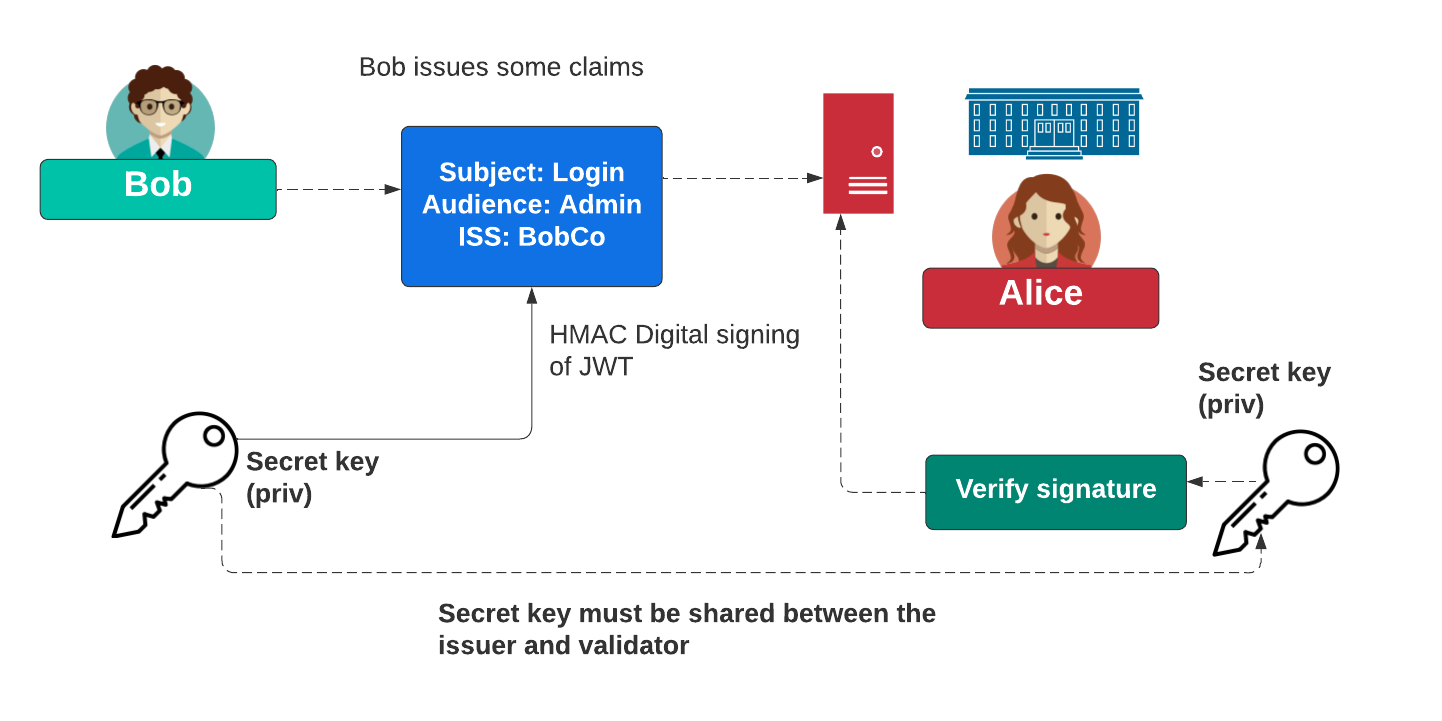 Bob issues some claims
Bob
Subject: Login
Audience: Admin
ISS: BobCo
Alice
HMAC Digital signing
of JWT
Secret key
(priv)
Secret key
(priv)
Verify signature
Secret key must be shared between the
issuer and validator